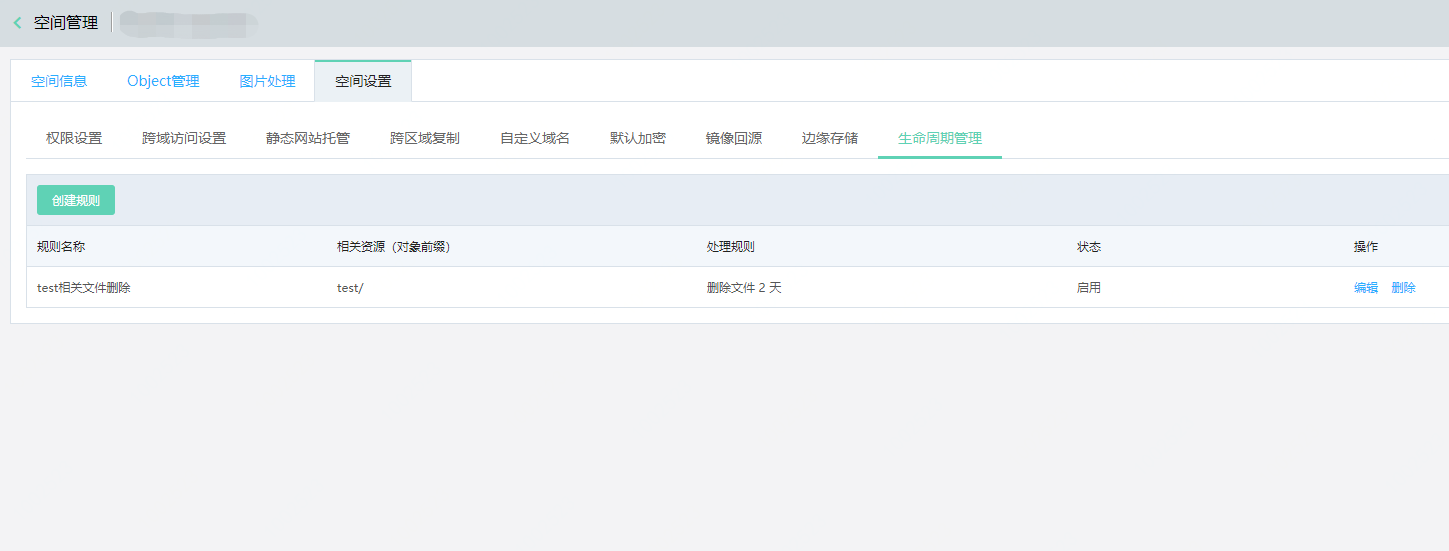 空间管理
空间信息 Object管理 图片处理 空间设置
权限设置 跨域访问设置 静态网站托管 跨区域复制 自定义域名 默认加密 镜像回源 边缘存储 生命周期管理
创建规则
规则名称 相关资源（对象前缀） 处理规则 状态 操作
test相关文件删除 test/ 删除文件 2 天 启用 编辑 删除